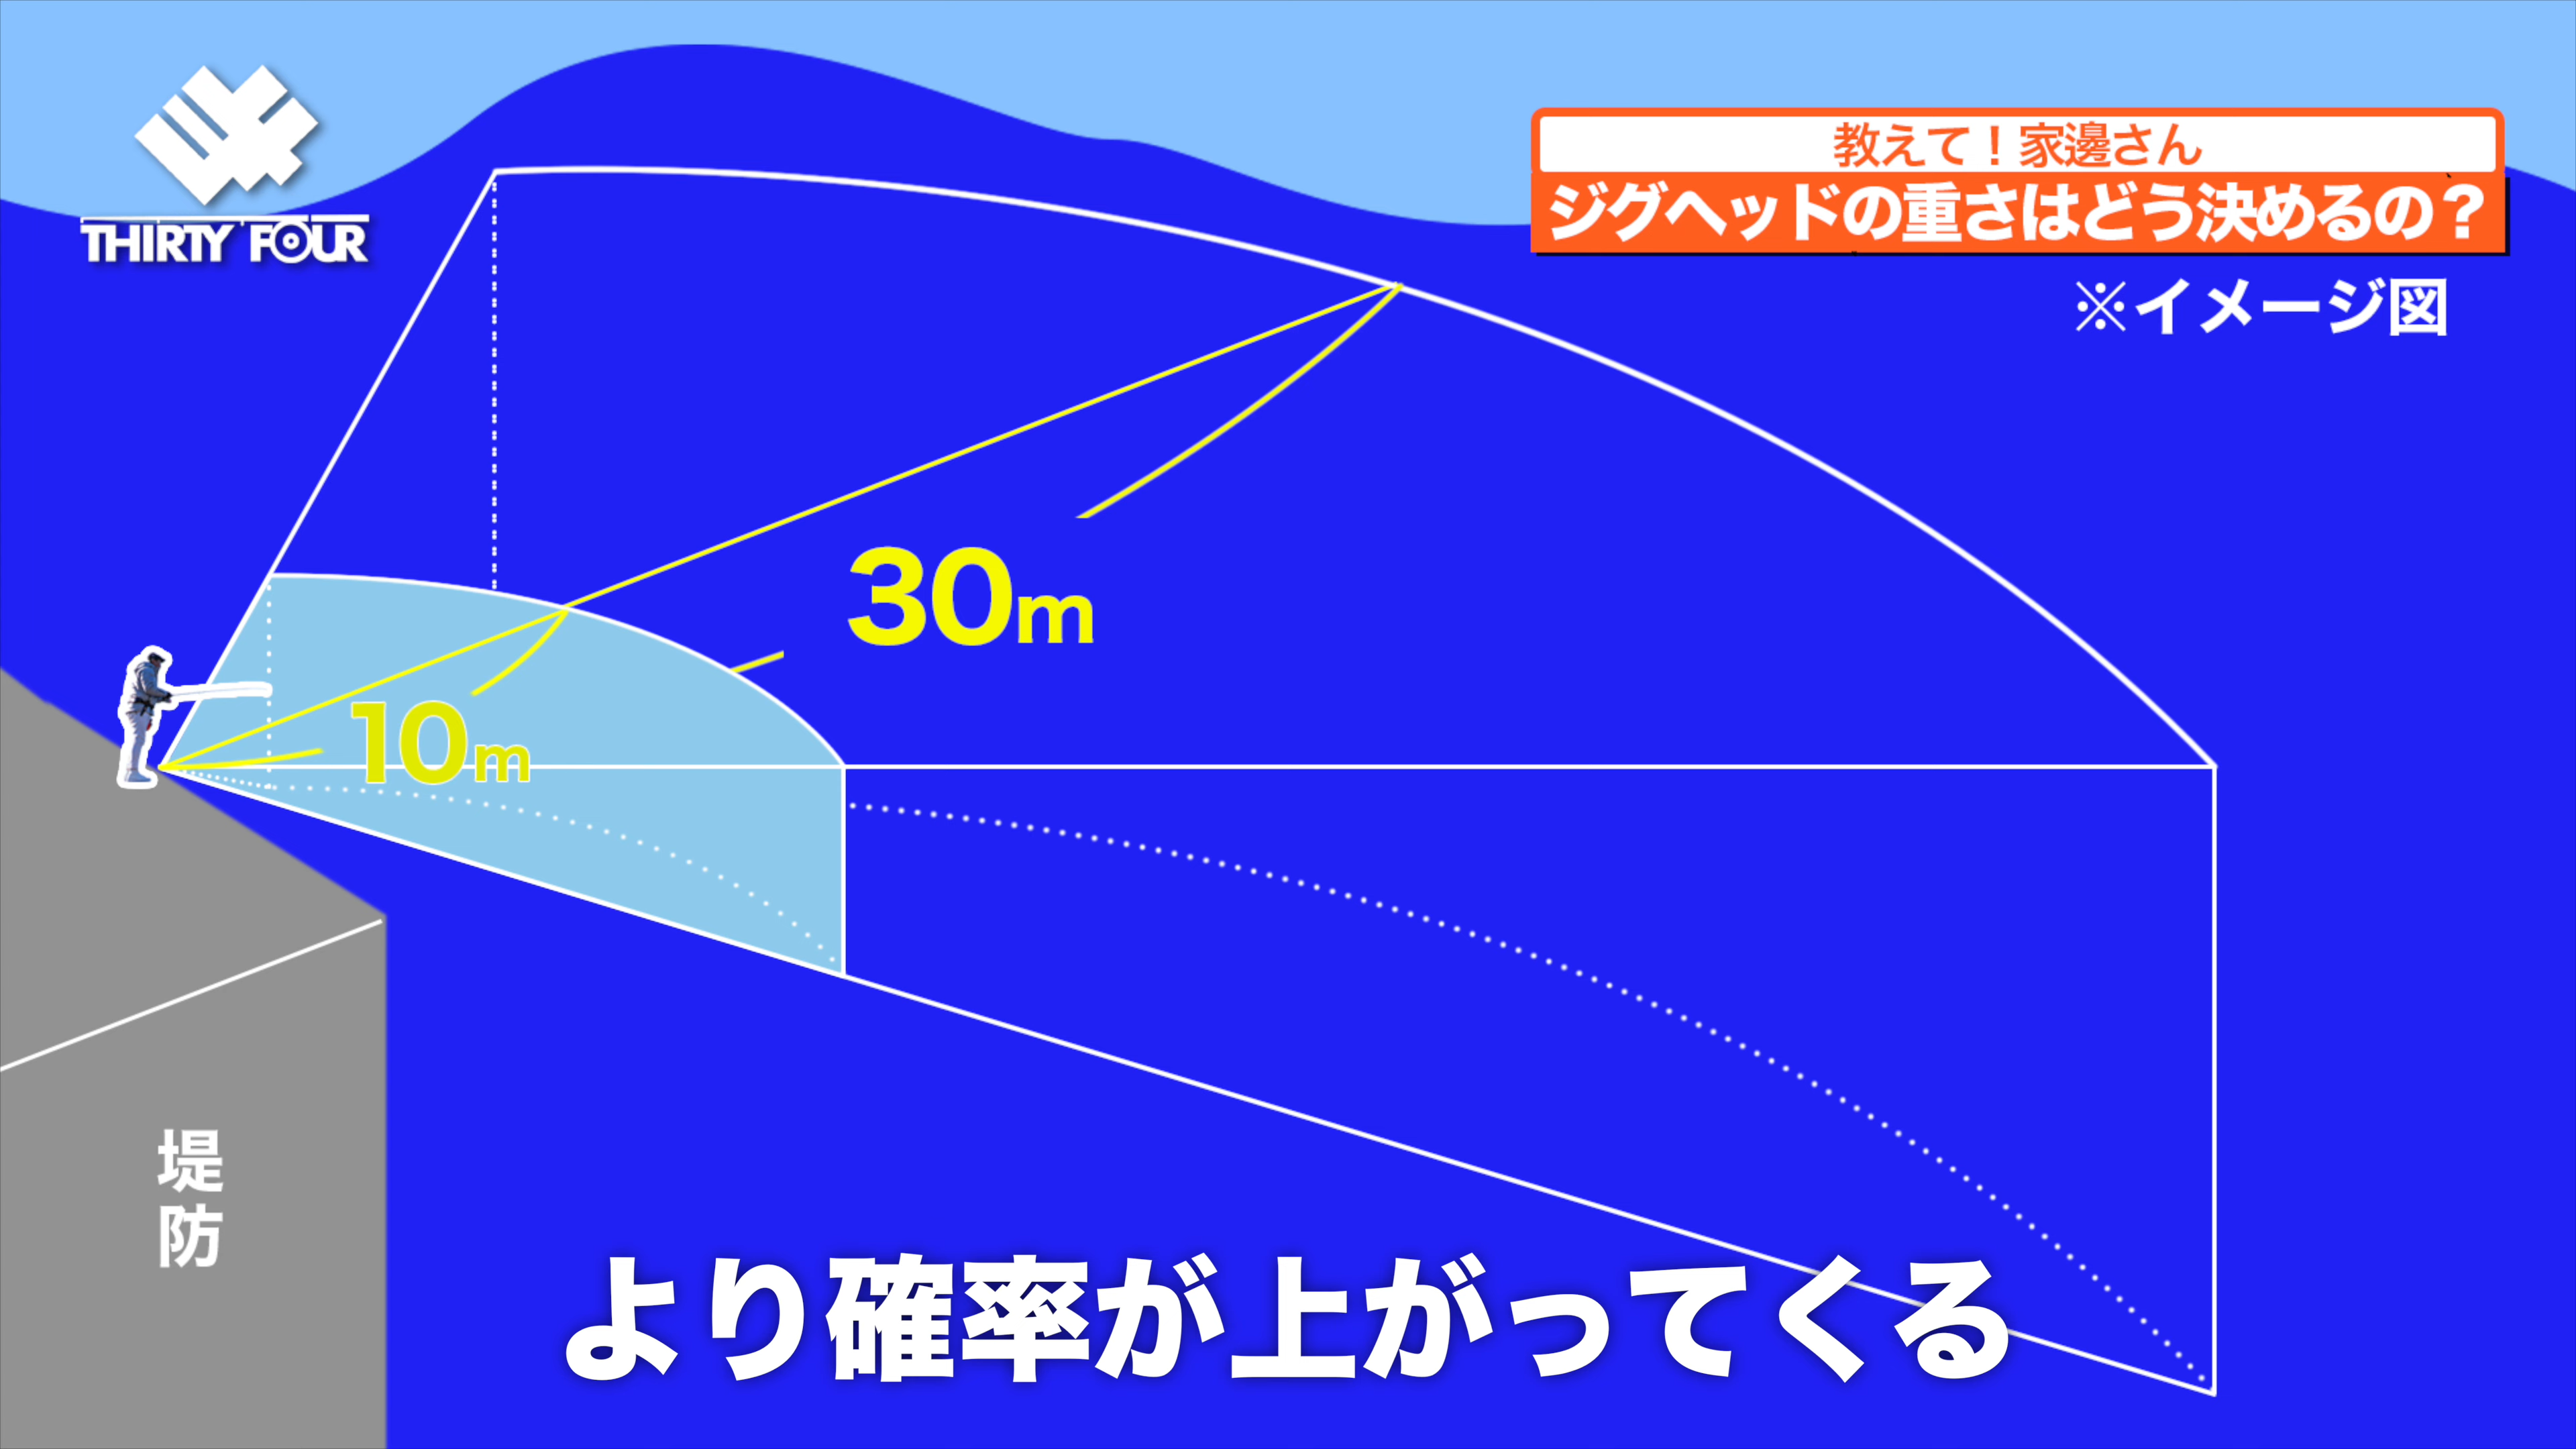 THIRTY FOUR
教えて！家邊さん
ジグヘッドの重さはどう決めるの？
※イメージ図
30m
10m
堤防
より確率が上がってくる